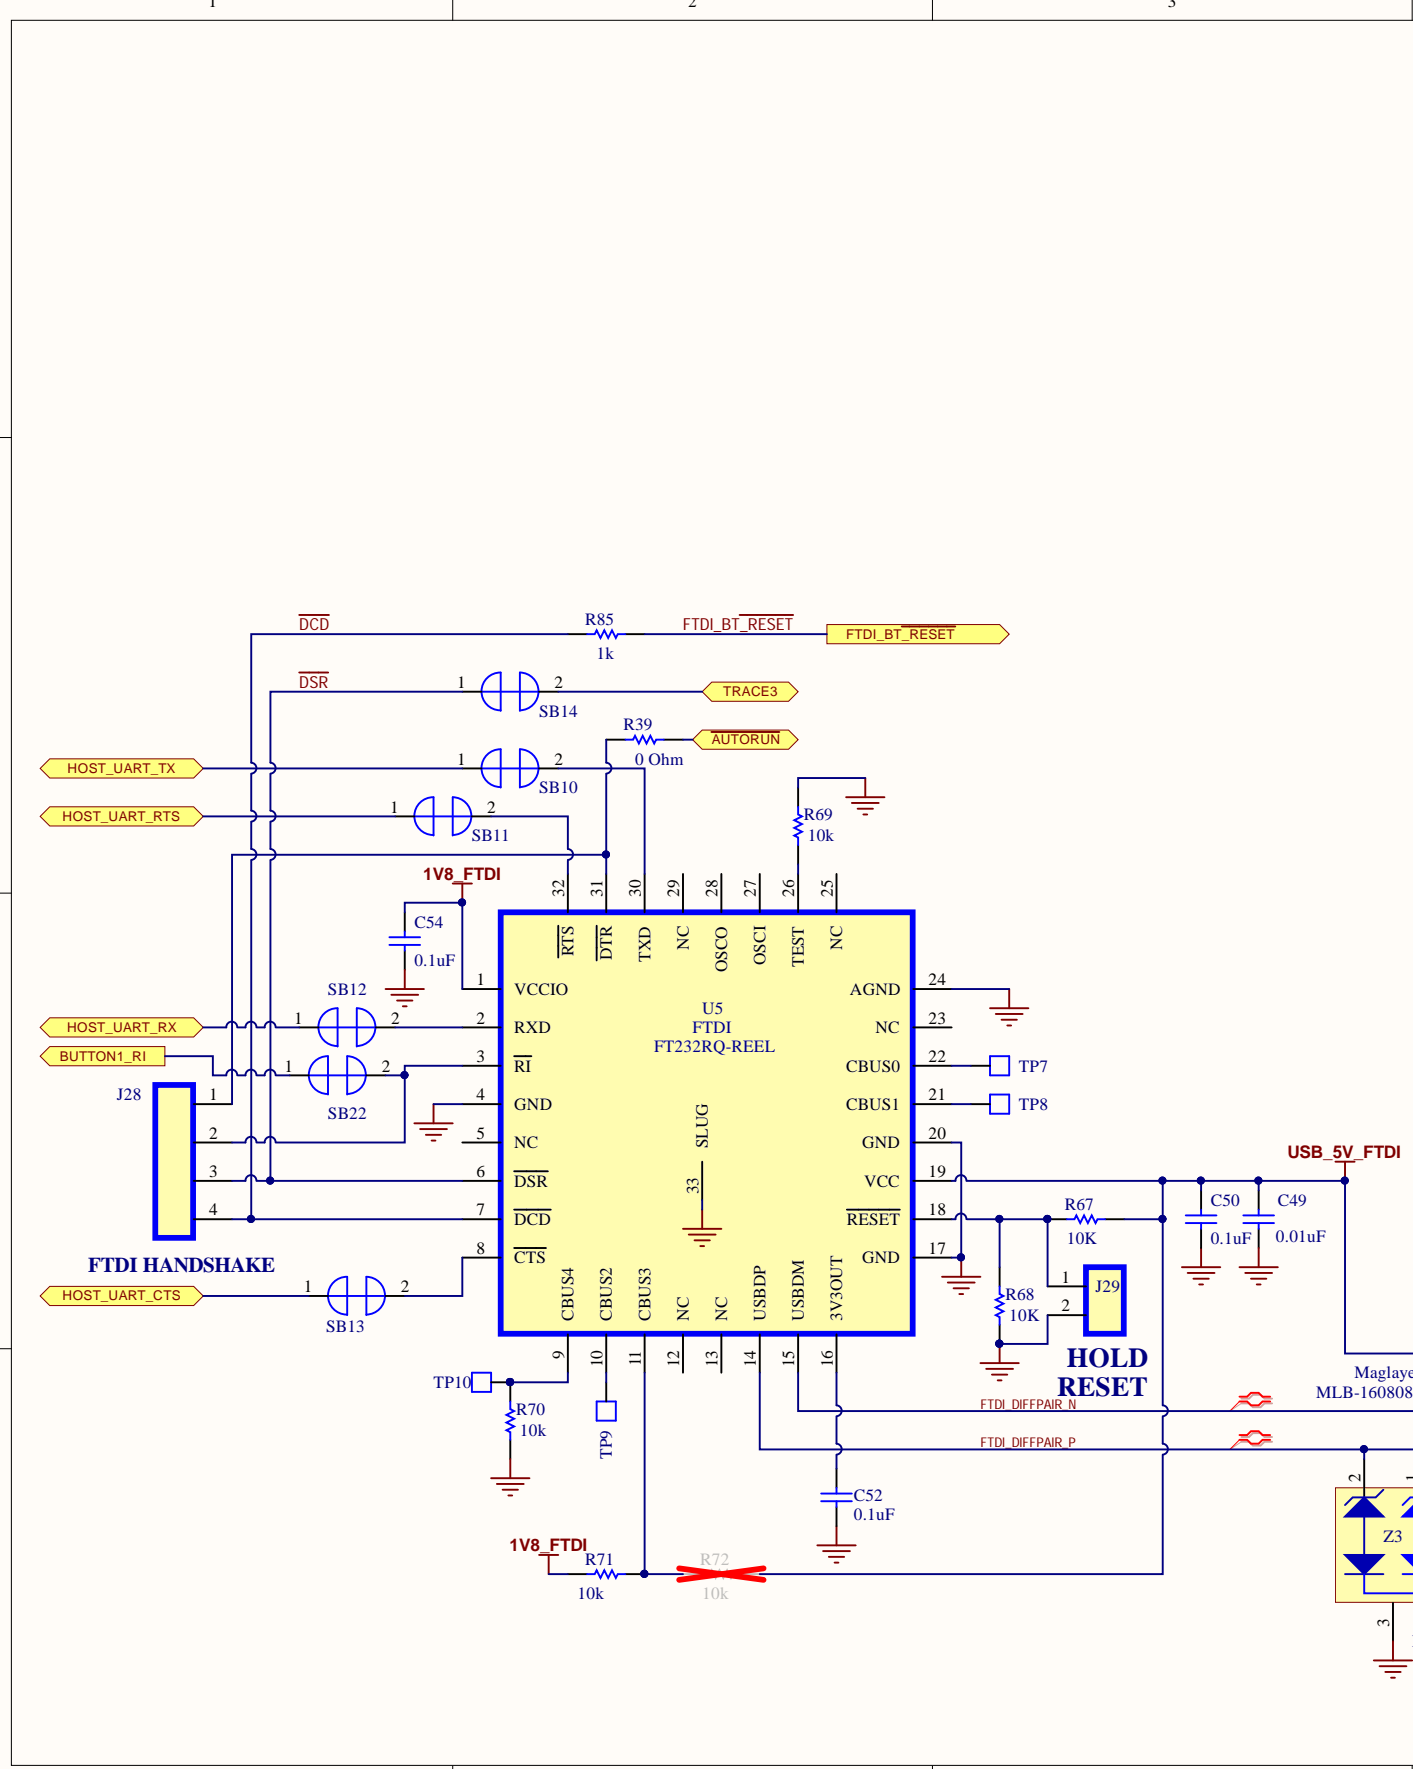 1 2 3
DCD R85 FTDI_BT_RESET FTDI_BT_RESET
1k
DSR 1 2 TRACE3
SB14
R39 AUTORUN
0 Ohm
HOST_UART_TX 1 2
SB10
HOST_UART_RTS 1 2
SB11
R69
10k
1V8_FTDI
32 31 30 29 28 27 26 25
C54
0.1uF
RTS DTR TXD NC OSCO OSCI TEST NC
1 VCCIO
AGND 24
SB12
U5
FTDI
FT232RQ-REEL
HOST_UART_RX 1 2 2 RXD
NC 23
BUTTON1_RI 1 2 3 RI
SB22
CBUS0 22 TP7
J28 1
4 GND
CBUS1 21 TP8
SLUG
33
2
5 NC
GND 20
3
6 DSR
VCC 19
USB_5V_FTDI
4
7 DCD
RESET 18
R67
10K
C50
0.1uF
C49
0.01uF
FTDI HANDSHAKE
8 CTS
GND 17
HOST_UART_CTS 1 2
SB13
CBUS4 CBUS2 CBUS3 NC NC USBDP USBDM 3V3OUT
9 10 11 12 13 14 15 16
R68
10K
1
2
J29
HOLD
RESET
TP10
R70
10k
TP9
FTDI_DIFFPAIR_N
FTDI_DIFFPAIR_P
Maglaye
MLB-160808
C52
0.1uF
2 1
Z3
3
1V8_FTDI
R71
10k
R72
10k